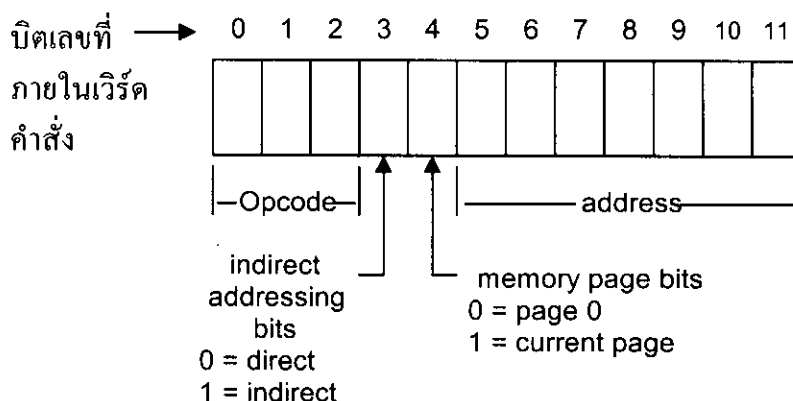 บิตเลขที่ 0 1 2 3 4 5 6 7 8 9 10 11
ภายในเวิร์ด
คำสั่ง
Opcode address
indirect
addressing
bits
0 = direct
1 = indirect
memory page bits
0 = page 0
1 = current page